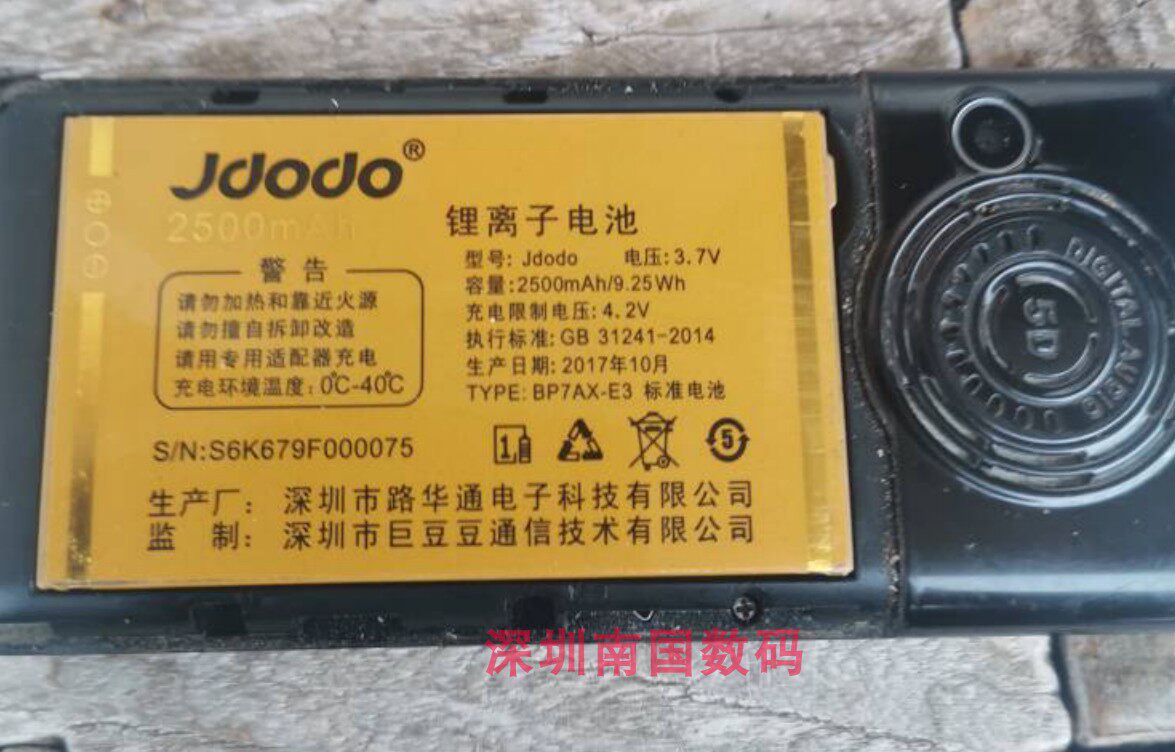 Jdodo®
2500mAh
警告
请勿加热和靠近火源
请勿擅自拆卸改造
请用专用适配器充电
充电环境温度:0℃-40℃
S/N:S6K679F000075
锂离子电池
型号: Jdodo 电压:3.7V
容量:2500mAh/9.25Wh
充电限制电压:4.2V
执行标准:GB 31241-2014
生产日期:2017年10月
TYPE: BP7AX-E3 标准电池
1
5
生产厂: 深圳市路华通电子科技有限公司
监 制: 深圳市巨豆豆通信技术有限公司
DIGITAL AUDIO
5D
深圳南国数码